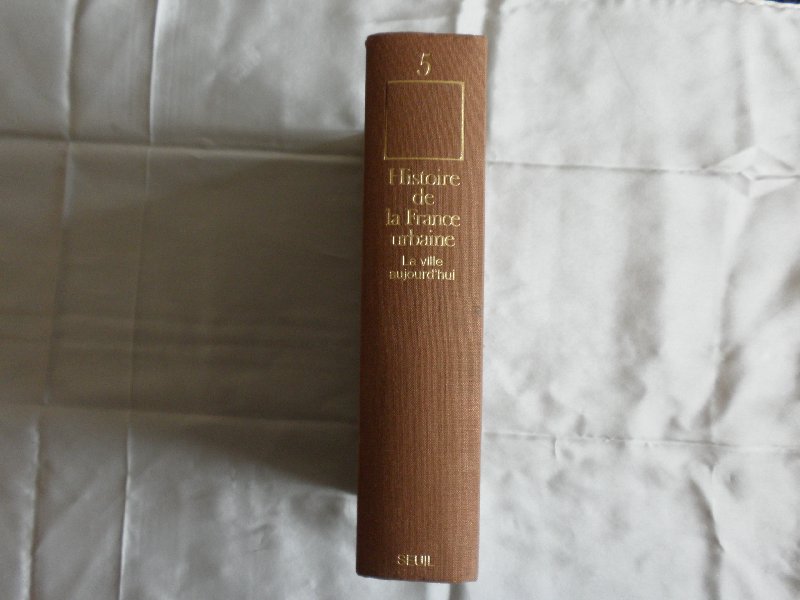 5
Histoire
de
la France
urbaine
La ville
aujourd'hui
SEUIL